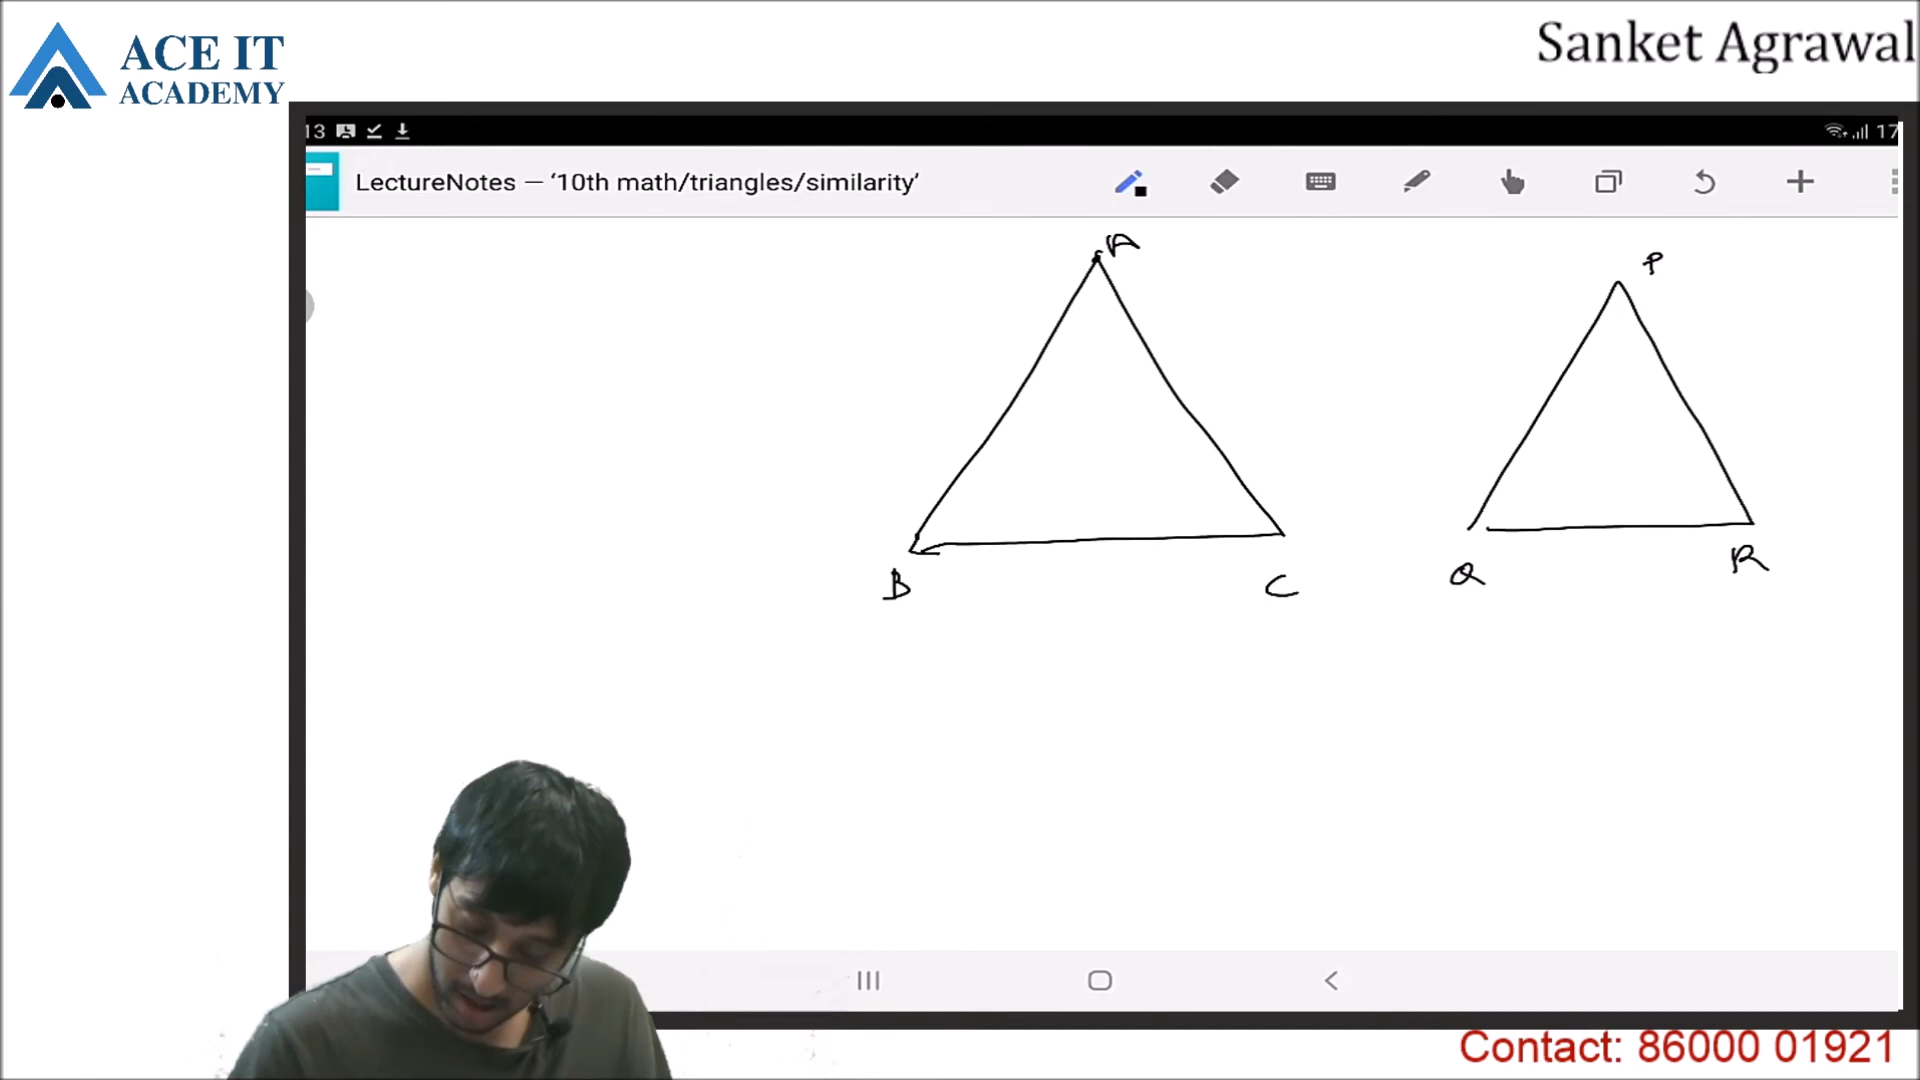 ACE IT
ACADEMY
Sanket Agrawal
13
17
LectureNotes – ‘10th math/triangles/similarity’
A
P
B
C
Q
R
Contact: 86000 01921